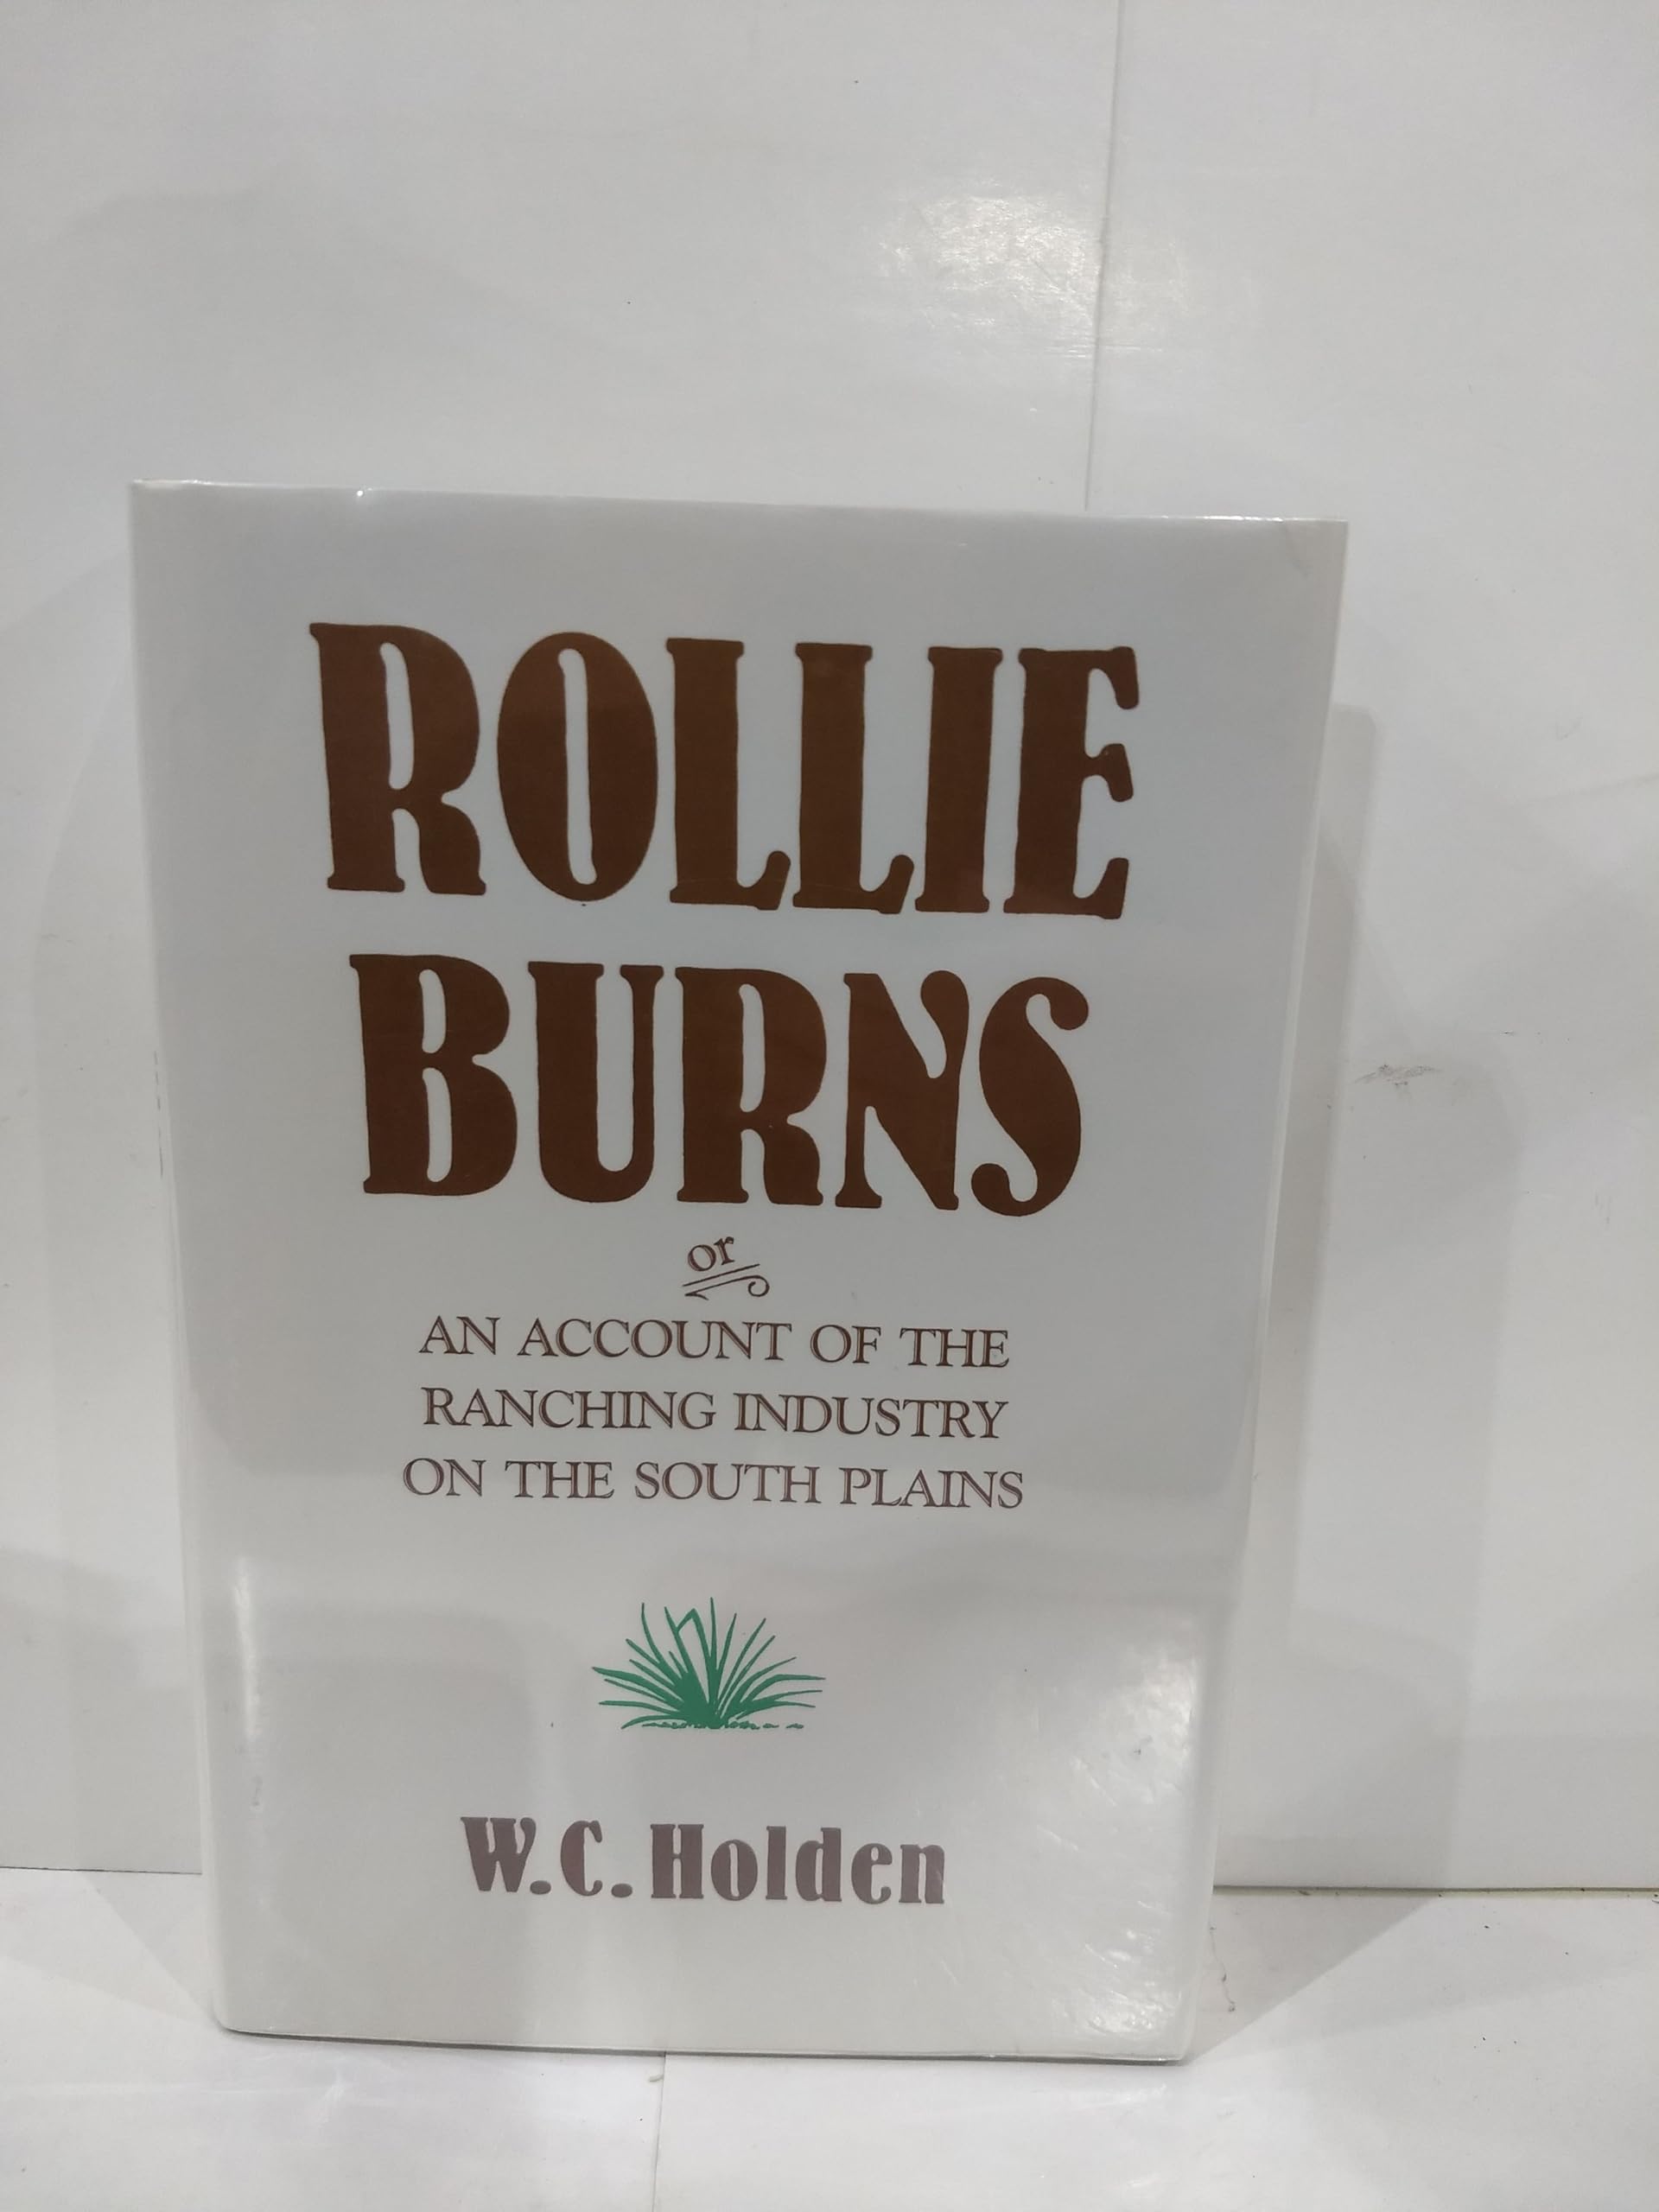 ROLLIE
BURNS
or
AN ACCOUNT OF THE
RANCHING INDUSTRY
ON THE SOUTH PLAINS
W.C. Holden